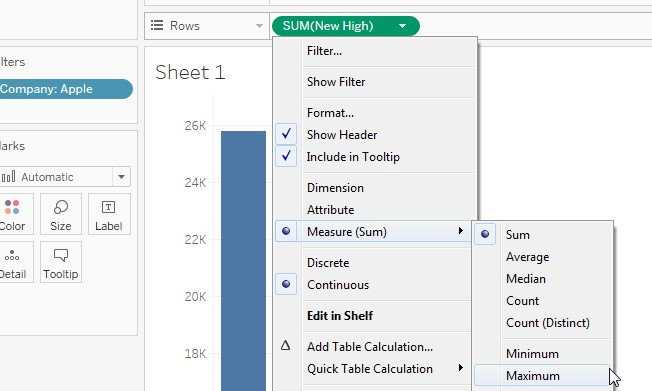 Rows
SUM(New High)
lters
Company: Apple
Sheet 1
arks
Automatic
Color
Size
Label
Detail
Tooltip
26K
24K
22K
20K
18K
Filter...
Show Filter
Format...
Show Header
Include in Tooltip
Dimension
Attribute
Measure (Sum)
Discrete
Continuous
Edit in Shelf
Add Table Calculation...
Quick Table Calculation
Sum
Average
Median
Count
Count (Distinct)
Minimum
Maximum